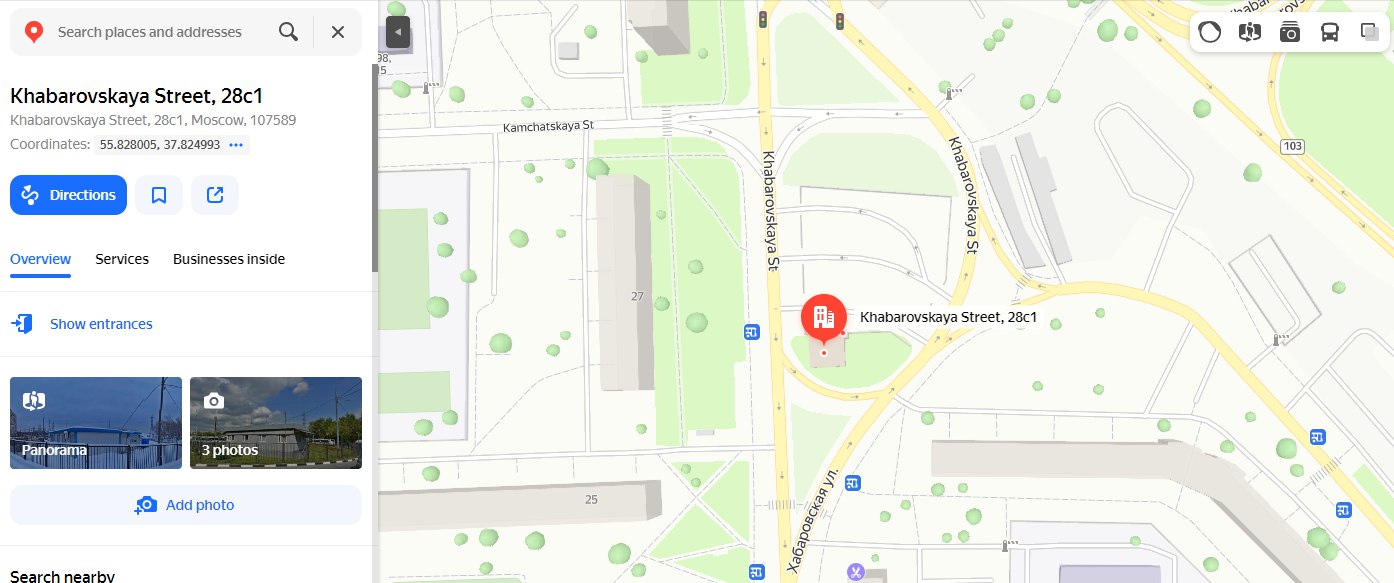 Search places and addresses
Khabarovskaya Street, 28c1
Khabarovskaya Street, 28c1, Moscow, 107589
Coordinates: 55.828005, 37.824993
Directions
Overview
Services
Businesses inside
Show entrances
Panorama
3 photos
Add photo
Search nearby
Kamchatskaya St
Khabarovskaya St
Khabarovskaya St
103
27
Khabarovskaya Street, 28c1
25
Хабаровская ул.